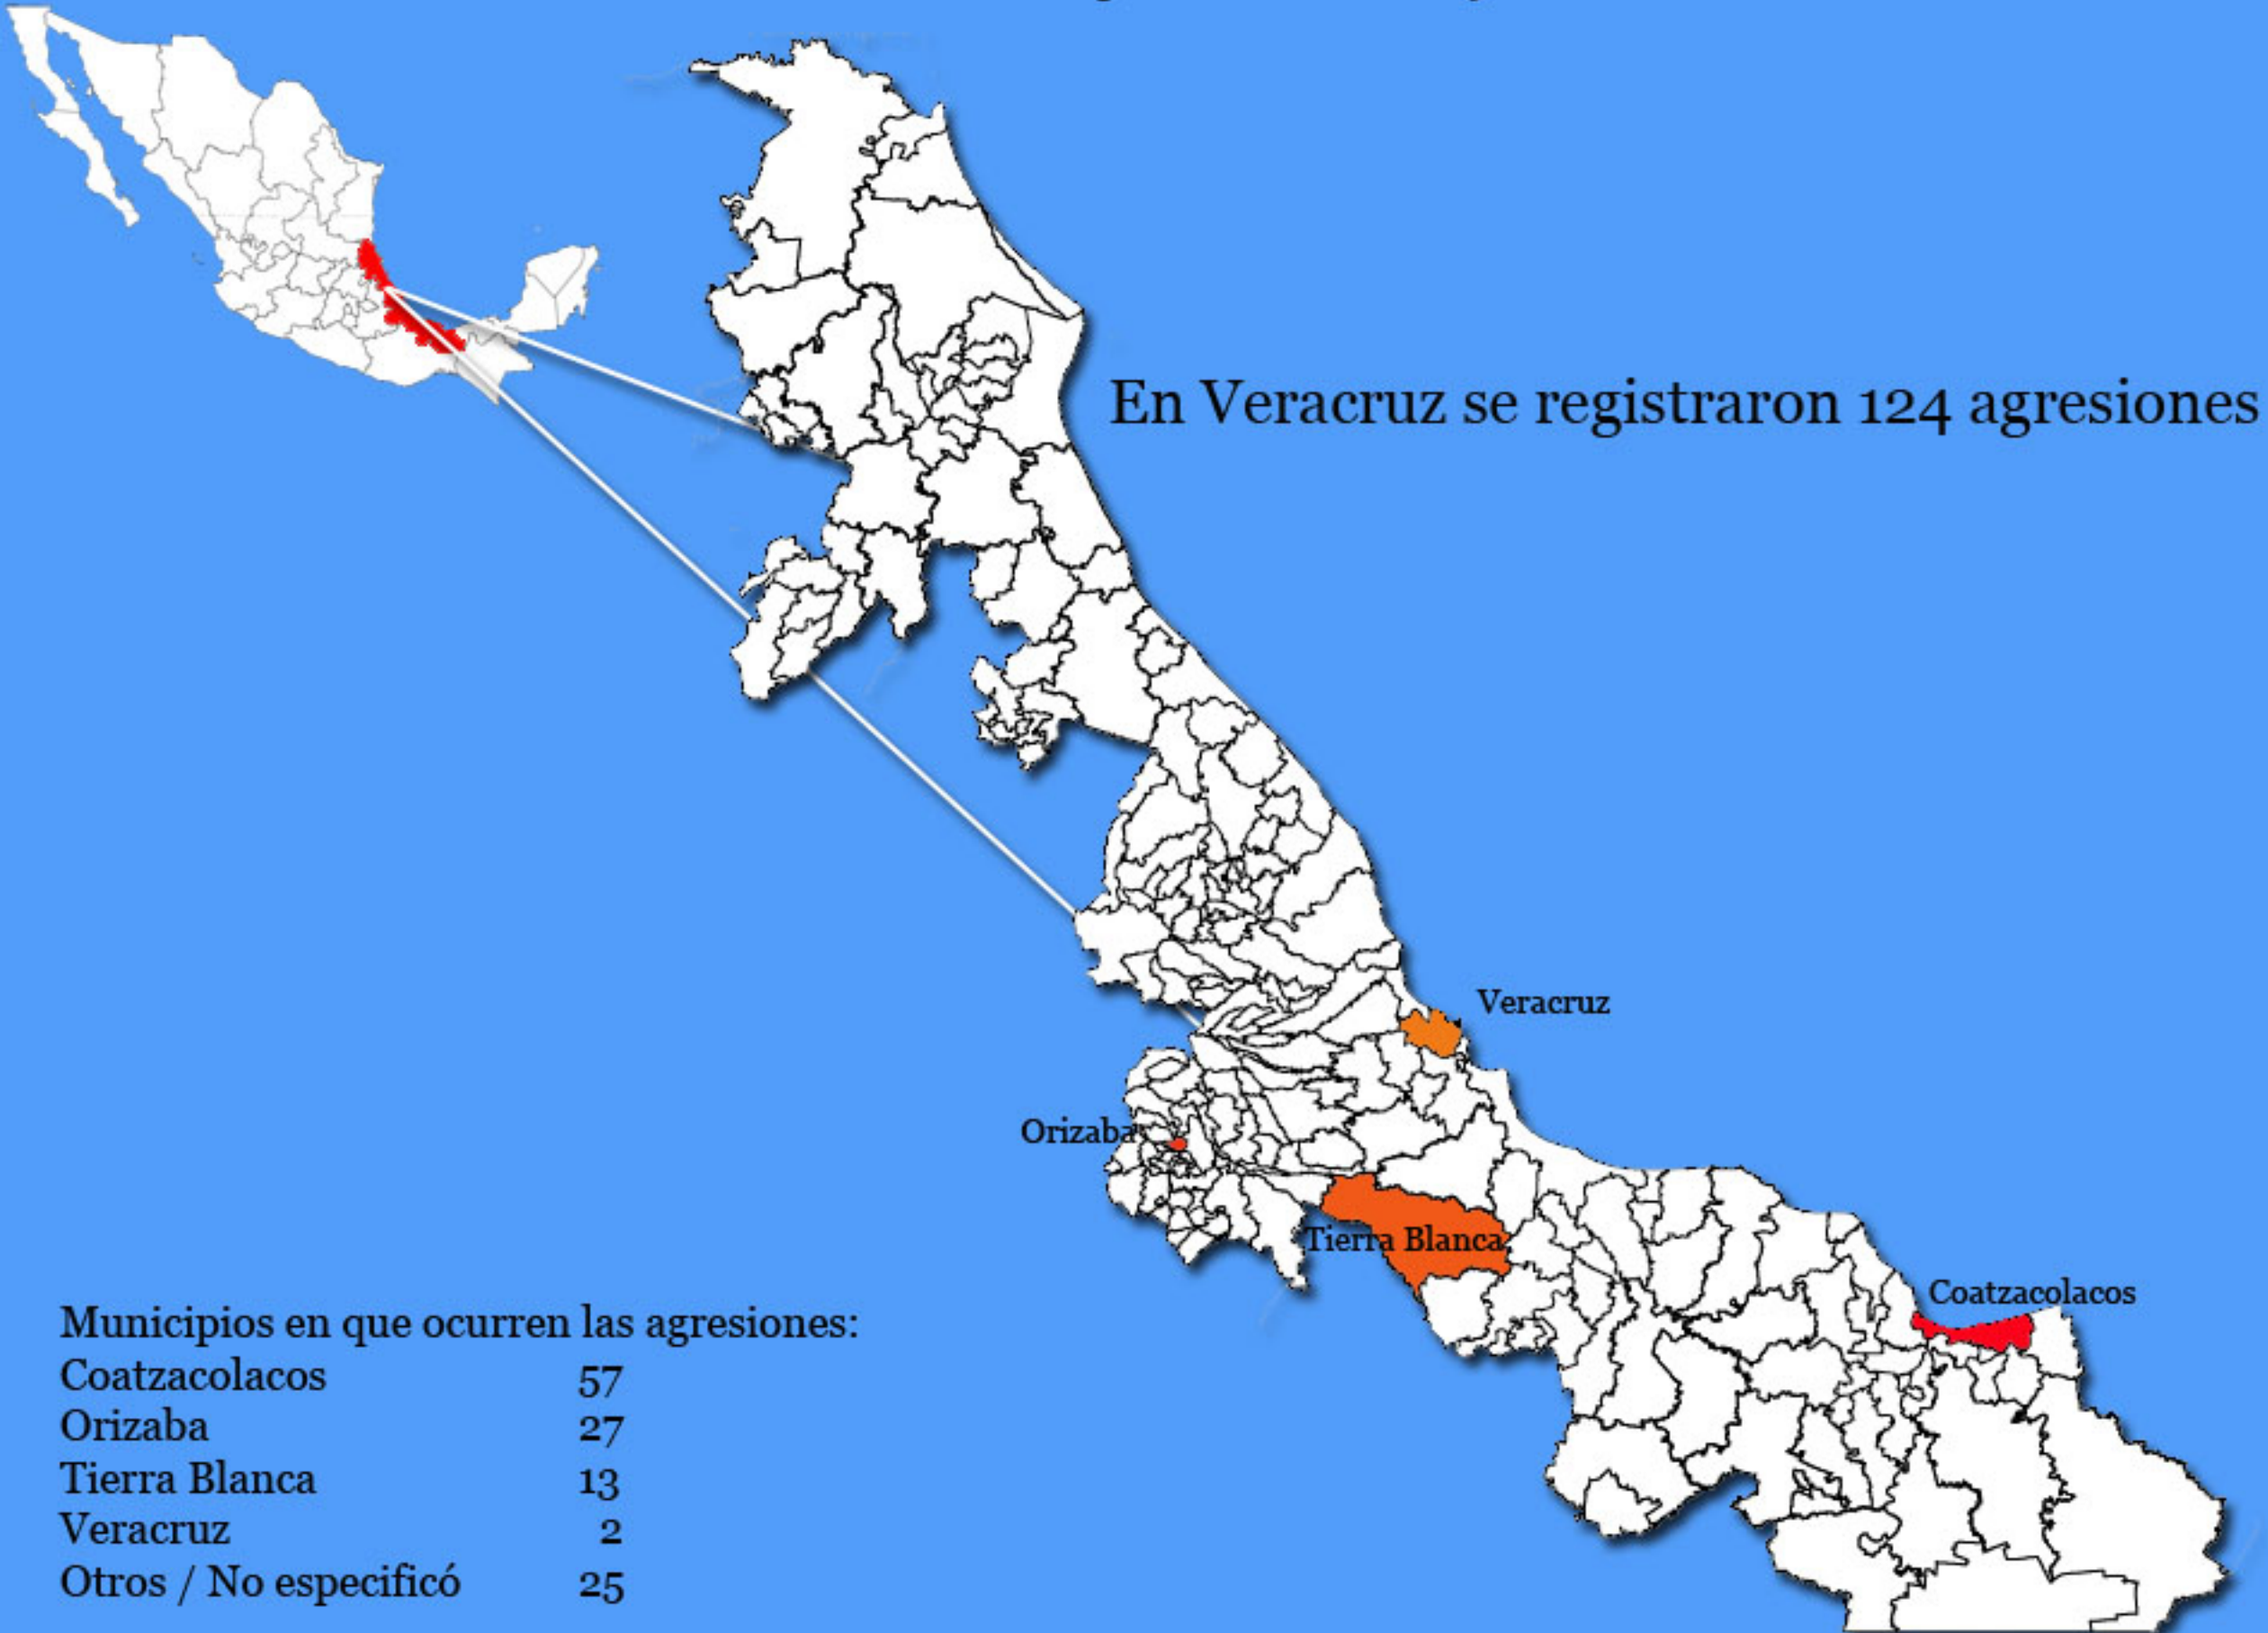 En Veracruz se registraron 124 agresiones
Veracruz
Orizaba
Tierra Blanca
Coatzacolacos
Municipios en que ocurren las agresiones:
Coatzacolacos 57
Orizaba 27
Tierra Blanca 13
Veracruz 2
Otros / No especificó 25